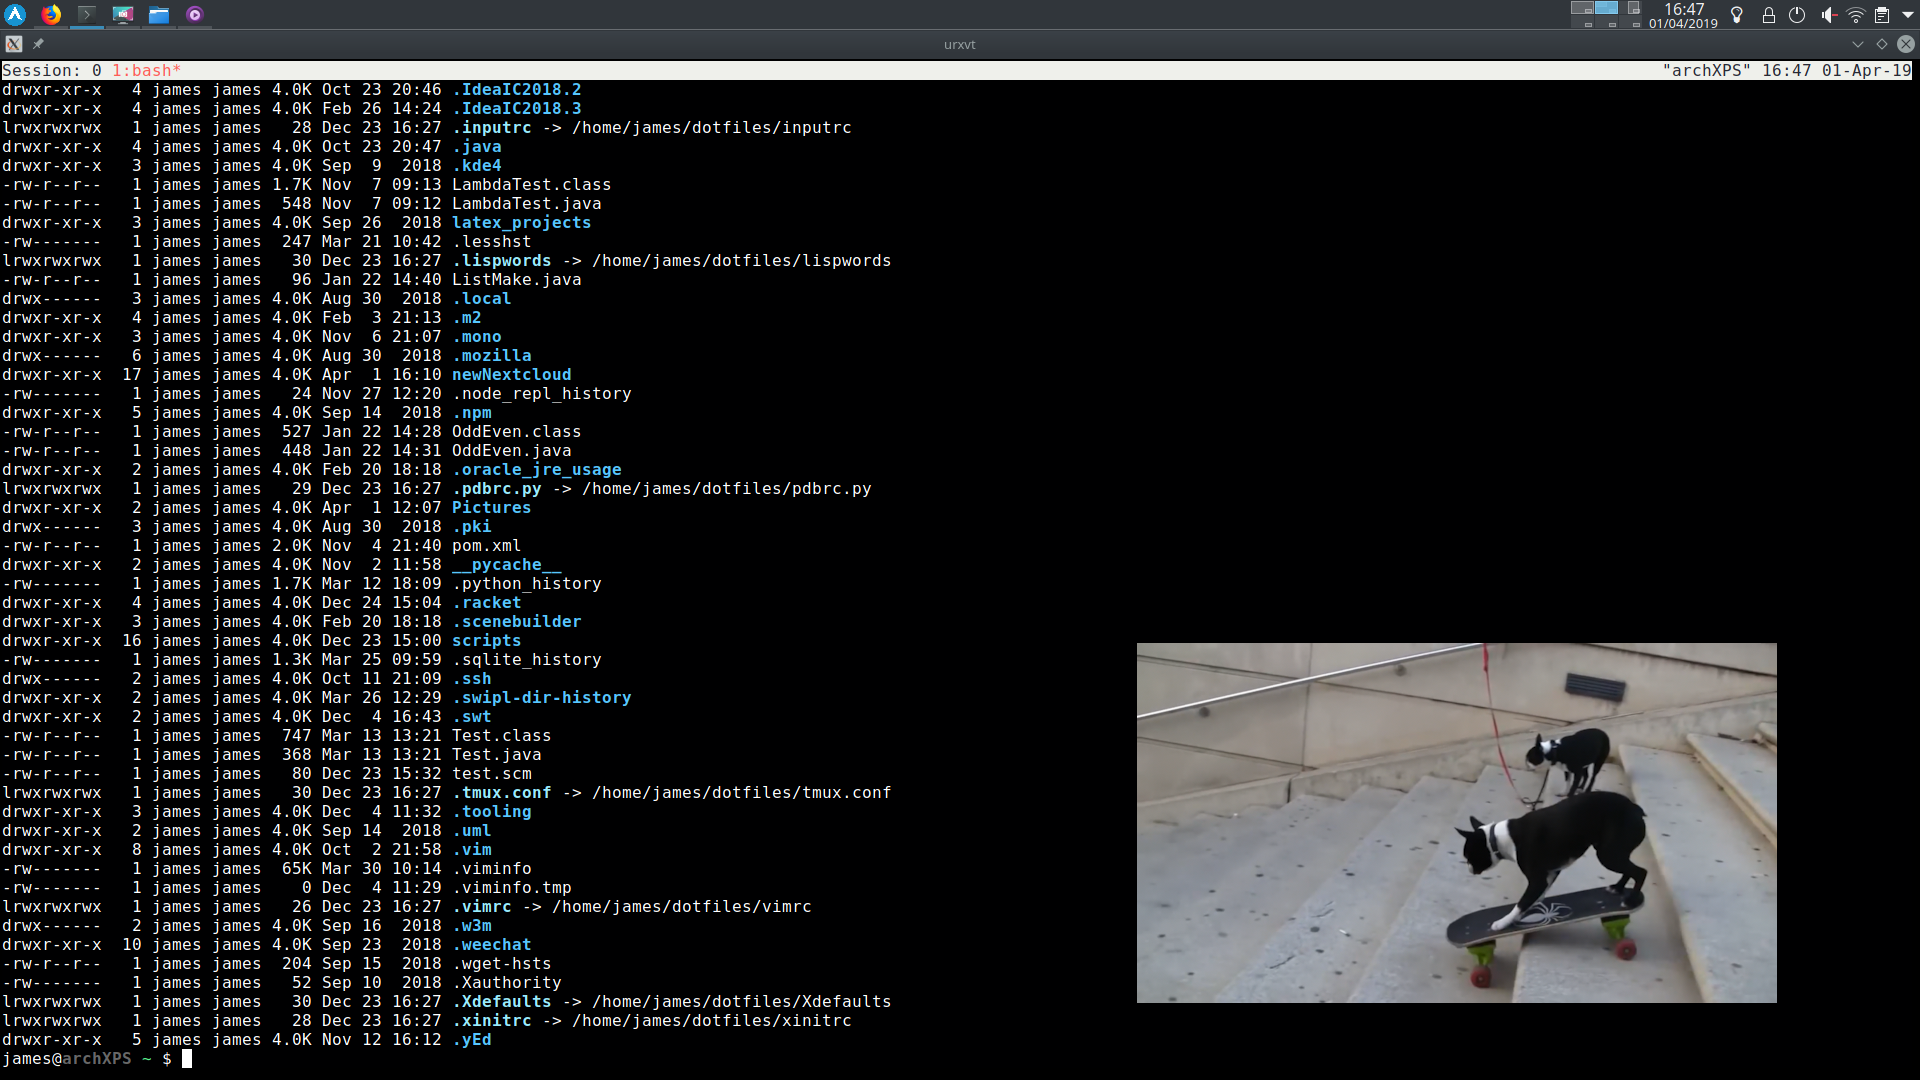 16:47
01/04/2019
urxvt
Session: 0 1:bash* "archXPS" 16:47 01-Apr-19
drwxr-xr-x 4 james james 4.0K Oct 23 20:46 .IdeaIC2018.2
drwxr-xr-x 4 james james 4.0K Feb 26 14:24 .IdeaIC2018.3
lrwxrwxrwx 1 james james 28 Dec 23 16:27 .inputrc -> /home/james/dotfiles/inputrc
drwxr-xr-x 4 james james 4.0K Oct 23 20:47 .java
drwxr-xr-x 3 james james 4.0K Sep 9 2018 .kde4
-rw-r--r-- 1 james james 1.7K Nov 7 09:13 LambdaTest.class
-rw-r--r-- 1 james james 548 Nov 7 09:12 LambdaTest.java
drwxr-xr-x 3 james james 4.0K Sep 26 2018 latex_projects
-rw------- 1 james james 247 Mar 21 10:42 .lesshst
lrwxrwxrwx 1 james james 30 Dec 23 16:27 .lispwords -> /home/james/dotfiles/lispwords
-rw-r--r-- 1 james james 96 Jan 22 14:40 ListMake.java
drwx------ 3 james james 4.0K Aug 30 2018 .local
drwxr-xr-x 4 james james 4.0K Feb 3 21:13 .m2
drwxr-xr-x 3 james james 4.0K Nov 6 21:07 .mono
drwx------ 6 james james 4.0K Aug 30 2018 .mozilla
drwxr-xr-x 17 james james 4.0K Apr 1 16:10 newNextcloud
-rw------- 1 james james 24 Nov 27 12:20 .node_repl_history
drwxr-xr-x 5 james james 4.0K Sep 14 2018 .npm
-rw-r--r-- 1 james james 527 Jan 22 14:28 OddEven.class
-rw-r--r-- 1 james james 448 Jan 22 14:31 OddEven.java
drwxr-xr-x 2 james james 4.0K Feb 20 18:18 .oracle_jre_usage
lrwxrwxrwx 1 james james 29 Dec 23 16:27 .pdbrc.py -> /home/james/dotfiles/pdbrc.py
drwxr-xr-x 2 james james 4.0K Apr 1 12:07 Pictures
drwx------ 3 james james 4.0K Aug 30 2018 .pki
-rw-r--r-- 1 james james 2.0K Nov 4 21:40 pom.xml
drwxr-xr-x 2 james james 4.0K Nov 2 11:58 __pycache__
-rw------- 1 james james 1.7K Mar 12 18:09 .python_history
drwxr-xr-x 4 james james 4.0K Dec 24 15:04 .racket
drwxr-xr-x 3 james james 4.0K Feb 20 18:18 .scenebuilder
drwxr-xr-x 16 james james 4.0K Dec 23 15:00 scripts
-rw------- 1 james james 1.3K Mar 25 09:59 .sqlite_history
drwx------ 2 james james 4.0K Oct 11 21:09 .ssh
drwxr-xr-x 2 james james 4.0K Mar 26 12:29 .swipl-dir-history
drwxr-xr-x 2 james james 4.0K Dec 4 16:43 .swt
-rw-r--r-- 1 james james 747 Mar 13 13:21 Test.class
-rw-r--r-- 1 james james 368 Mar 13 13:21 Test.java
-rw-r--r-- 1 james james 80 Dec 23 15:32 test.scm
lrwxrwxrwx 1 james james 30 Dec 23 16:27 .tmux.conf -> /home/james/dotfiles/tmux.conf
drwxr-xr-x 3 james james 4.0K Dec 4 11:32 .tooling
drwxr-xr-x 2 james james 4.0K Sep 14 2018 .uml
drwxr-xr-x 8 james james 4.0K Oct 2 21:58 .vim
-rw------- 1 james james 65K Mar 30 10:14 .viminfo
-rw------- 1 james james 0 Dec 4 11:29 .viminfo.tmp
lrwxrwxrwx 1 james james 26 Dec 23 16:27 .vimrc -> /home/james/dotfiles/vimrc
drwx------ 2 james james 4.0K Sep 16 2018 .w3m
drwxr-xr-x 10 james james 4.0K Sep 23 2018 .weechat
-rw-r--r-- 1 james james 204 Sep 15 2018 .wget-hsts
-rw------- 1 james james 52 Sep 10 2018 .Xauthority
lrwxrwxrwx 1 james james 30 Dec 23 16:27 .Xdefaults -> /home/james/dotfiles/Xdefaults
lrwxrwxrwx 1 james james 28 Dec 23 16:27 .xinitrc -> /home/james/dotfiles/xinitrc
drwxr-xr-x 5 james james 4.0K Nov 12 16:12 .yEd
james@archXPS ~ $